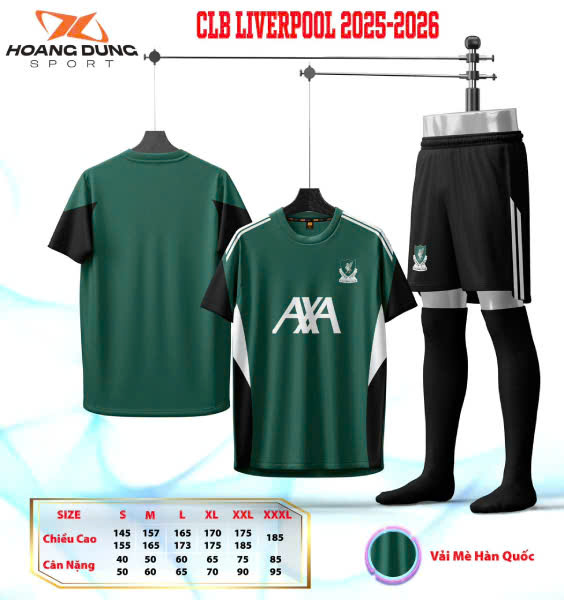 CLB LIVERPOOL 2025-2026
HOANG DUNG
SPORT
AXA
SIZE S M L XL XXL XXXL
Chiều Cao 145 157 165 170 175 185
155 165 173 175 185
Cân Nặng 40 50 60 65 75 85
50 60 65 70 90 95
Vải Mè Hàn Quốc